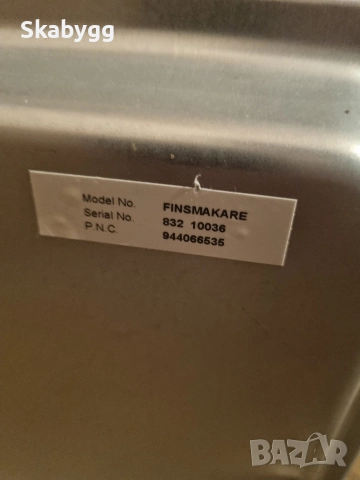 Skabygg
Model No. FINSMAKARE
Serial No. 832 10036
P.N.C. 944066535
BAZAR